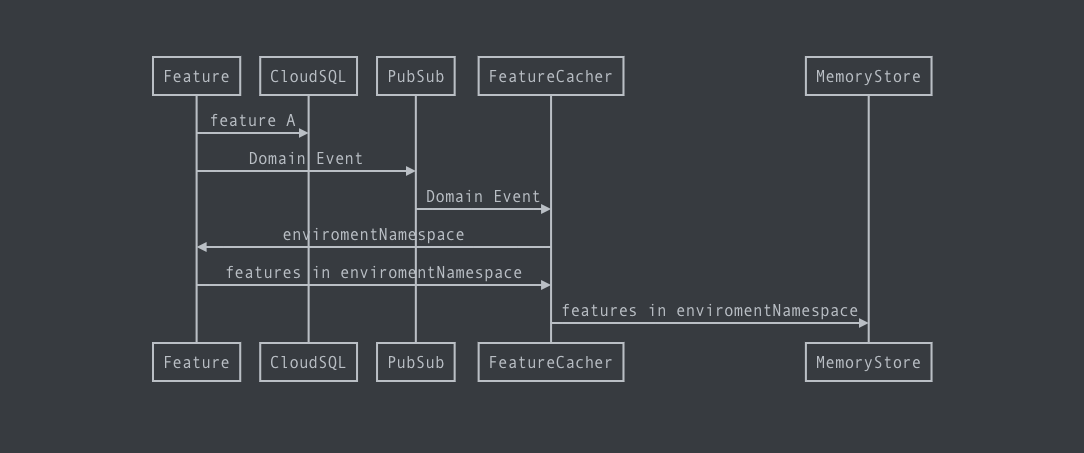 Feature
CloudSQL
PubSub
FeatureCacher
MemoryStore
feature A
Domain Event
Domain Event
enviromentNamespace
features in enviromentNamespace
features in enviromentNamespace
Feature
CloudSQL
PubSub
FeatureCacher
MemoryStore